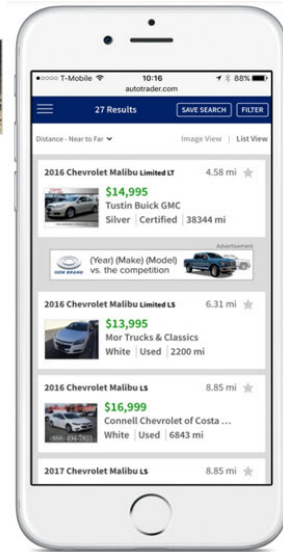 T-Mobile 10:16 88%
autotrader.com
27 Results SAVE SEARCH FILTER
Distance - Near to Far Image View | List View
2016 Chevrolet Malibu Limited LT 4.58 mi
$14,995
Tustin Buick GMC
Silver | Certified | 38344 mi
Advertisement
GEM BRAND
(Year) (Make) (Model)
vs. the competition
2016 Chevrolet Malibu Limited LS 6.31 mi
$13,995
Mor Trucks & Classics
White | Used | 2200 mi
2016 Chevrolet Malibu LS 8.85 mi
$16,999
Connell Chevrolet of Costa ...
White | Used | 6843 mi
2017 Chevrolet Malibu LS 8.85 mi